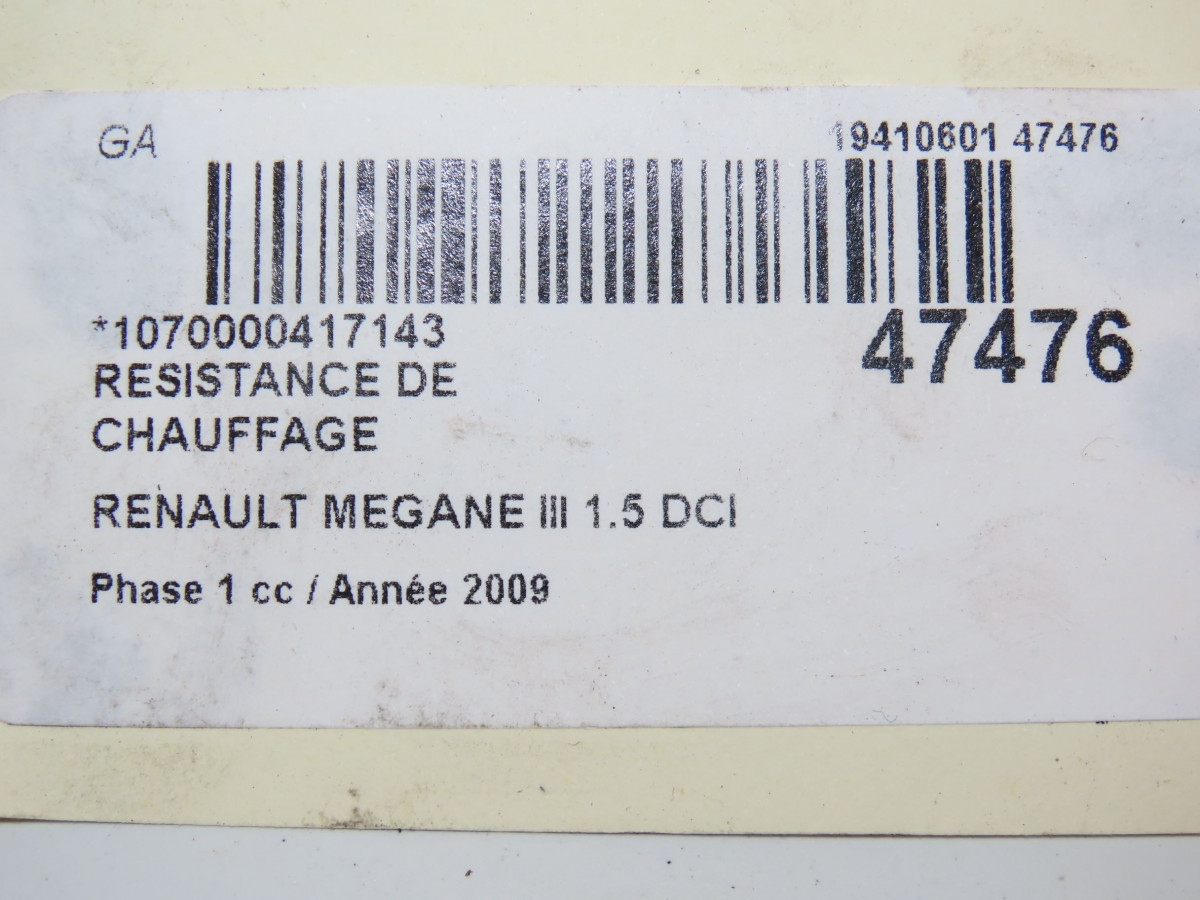 GA
19410601 47476
*1070000417143
47476
RESISTANCE DE
CHAUFFAGE
RENAULT MEGANE III 1.5 DCI
Phase 1 cc / Année 2009